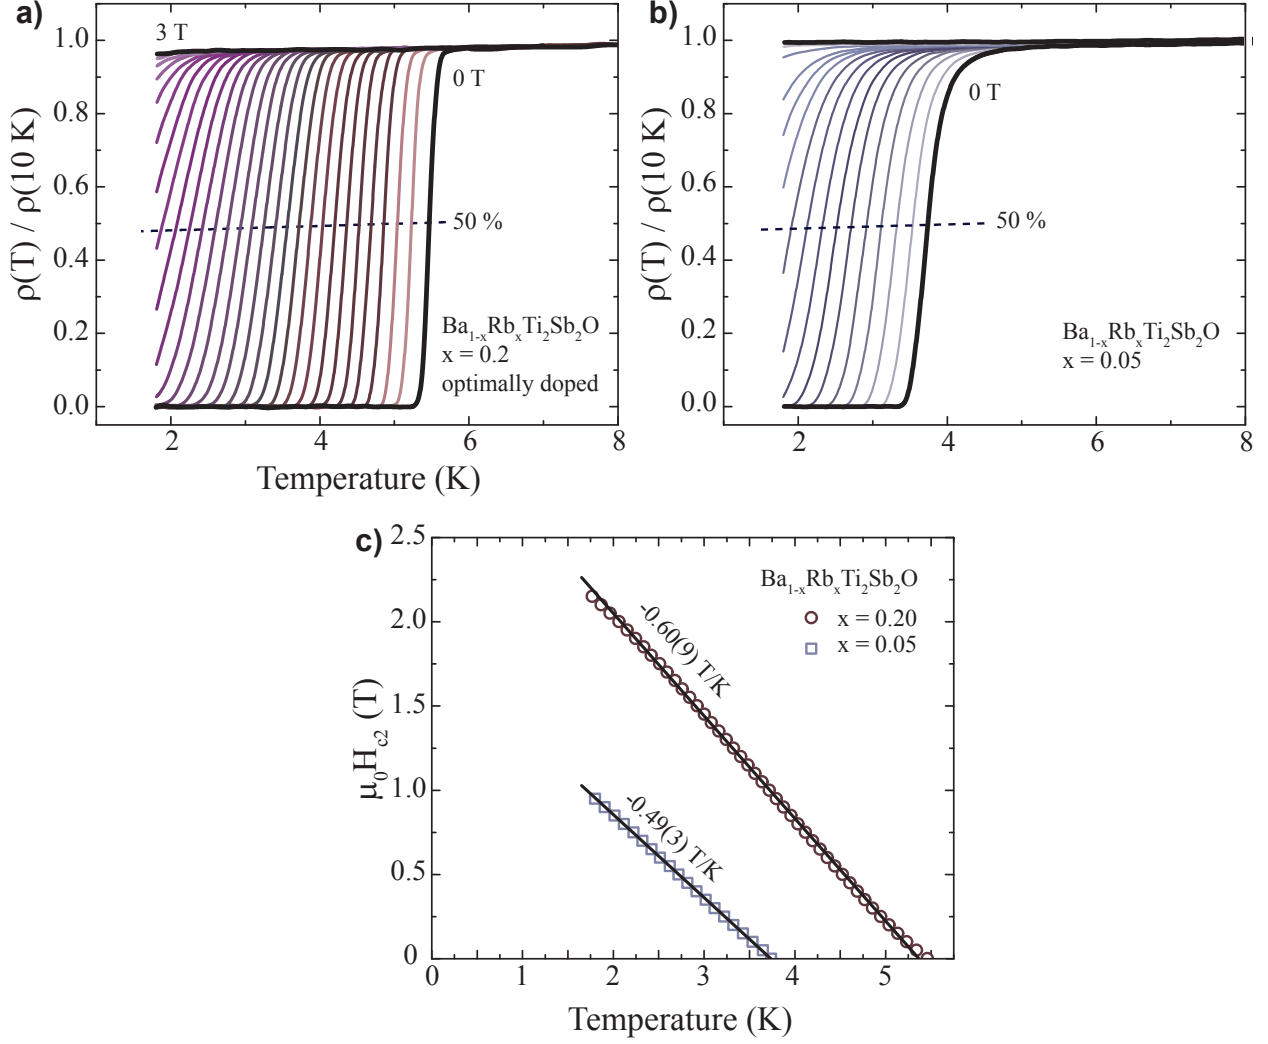 a)
3 T
0 T
50 %
Ba1-xRbxTi2Sb2O
x = 0.2
optimally doped
ρ(T) / ρ(10 K)
1.0
0.8
0.6
0.4
0.2
0.0
2 4 6 8
Temperature (K)
b)
0 T
50 %
Ba1-xRbxTi2Sb2O
x = 0.05
ρ(T) / ρ(10 K)
1.0
0.8
0.6
0.4
0.2
0.0
2 4 6 8
c)
Ba1-xRbxTi2Sb2O
x = 0.20
x = 0.05
-0.60(9) T/K
-0.49(3) T/K
μ0Hc2 (T)
2.5
2.0
1.5
1.0
0.5
0
0 1 2 3 4 5
Temperature (K)